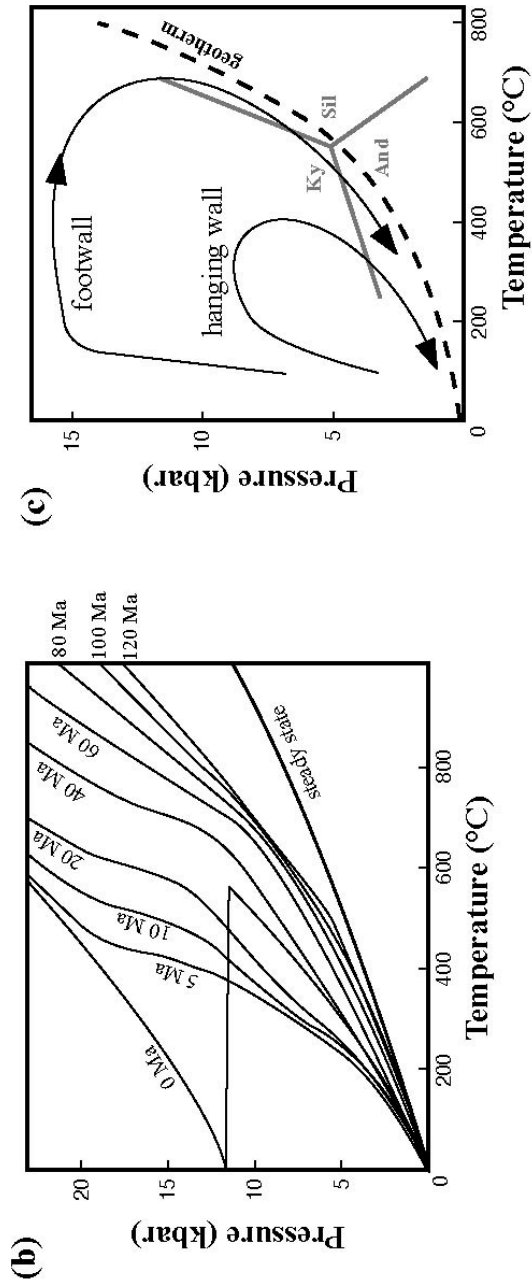 (b)
Pressure (kbar)
20
15
10
5
0 Ma
5 Ma
10 Ma
20 Ma
40 Ma
60 Ma
80 Ma
100 Ma
120 Ma
steady state
0
200
400
600
800
Temperature (°C)
(c)
Pressure (kbar)
15
10
5
footwall
hanging wall
Ky
Sil
And
geotherm
0
200
400
600
800
Temperature (°C)